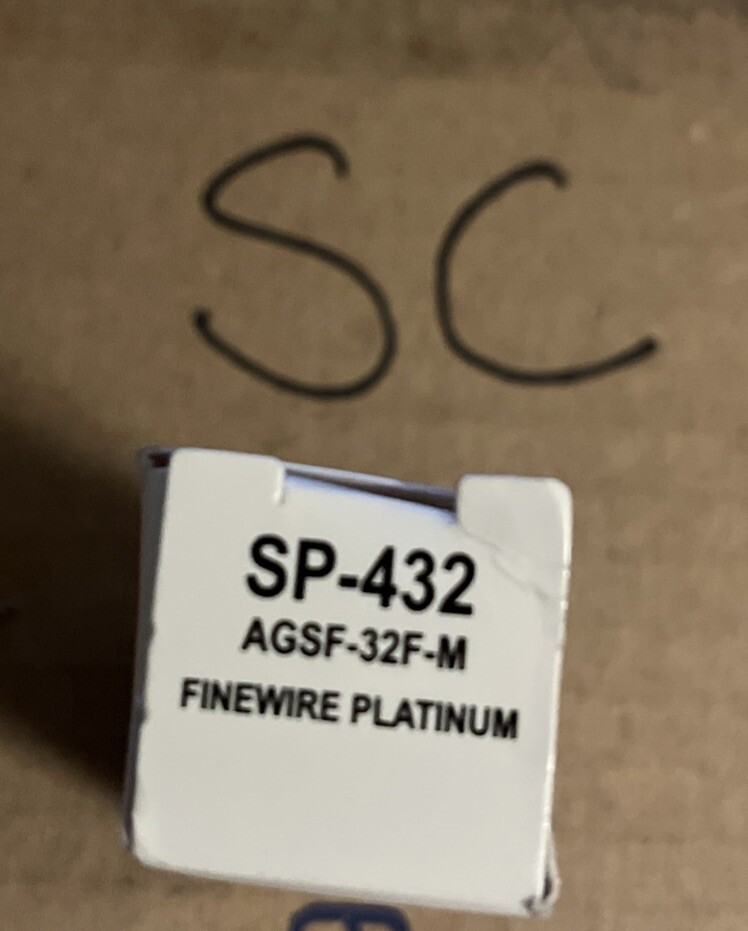 SC
SP-432
AGSF-32F-M
FINEWIRE PLATINUM